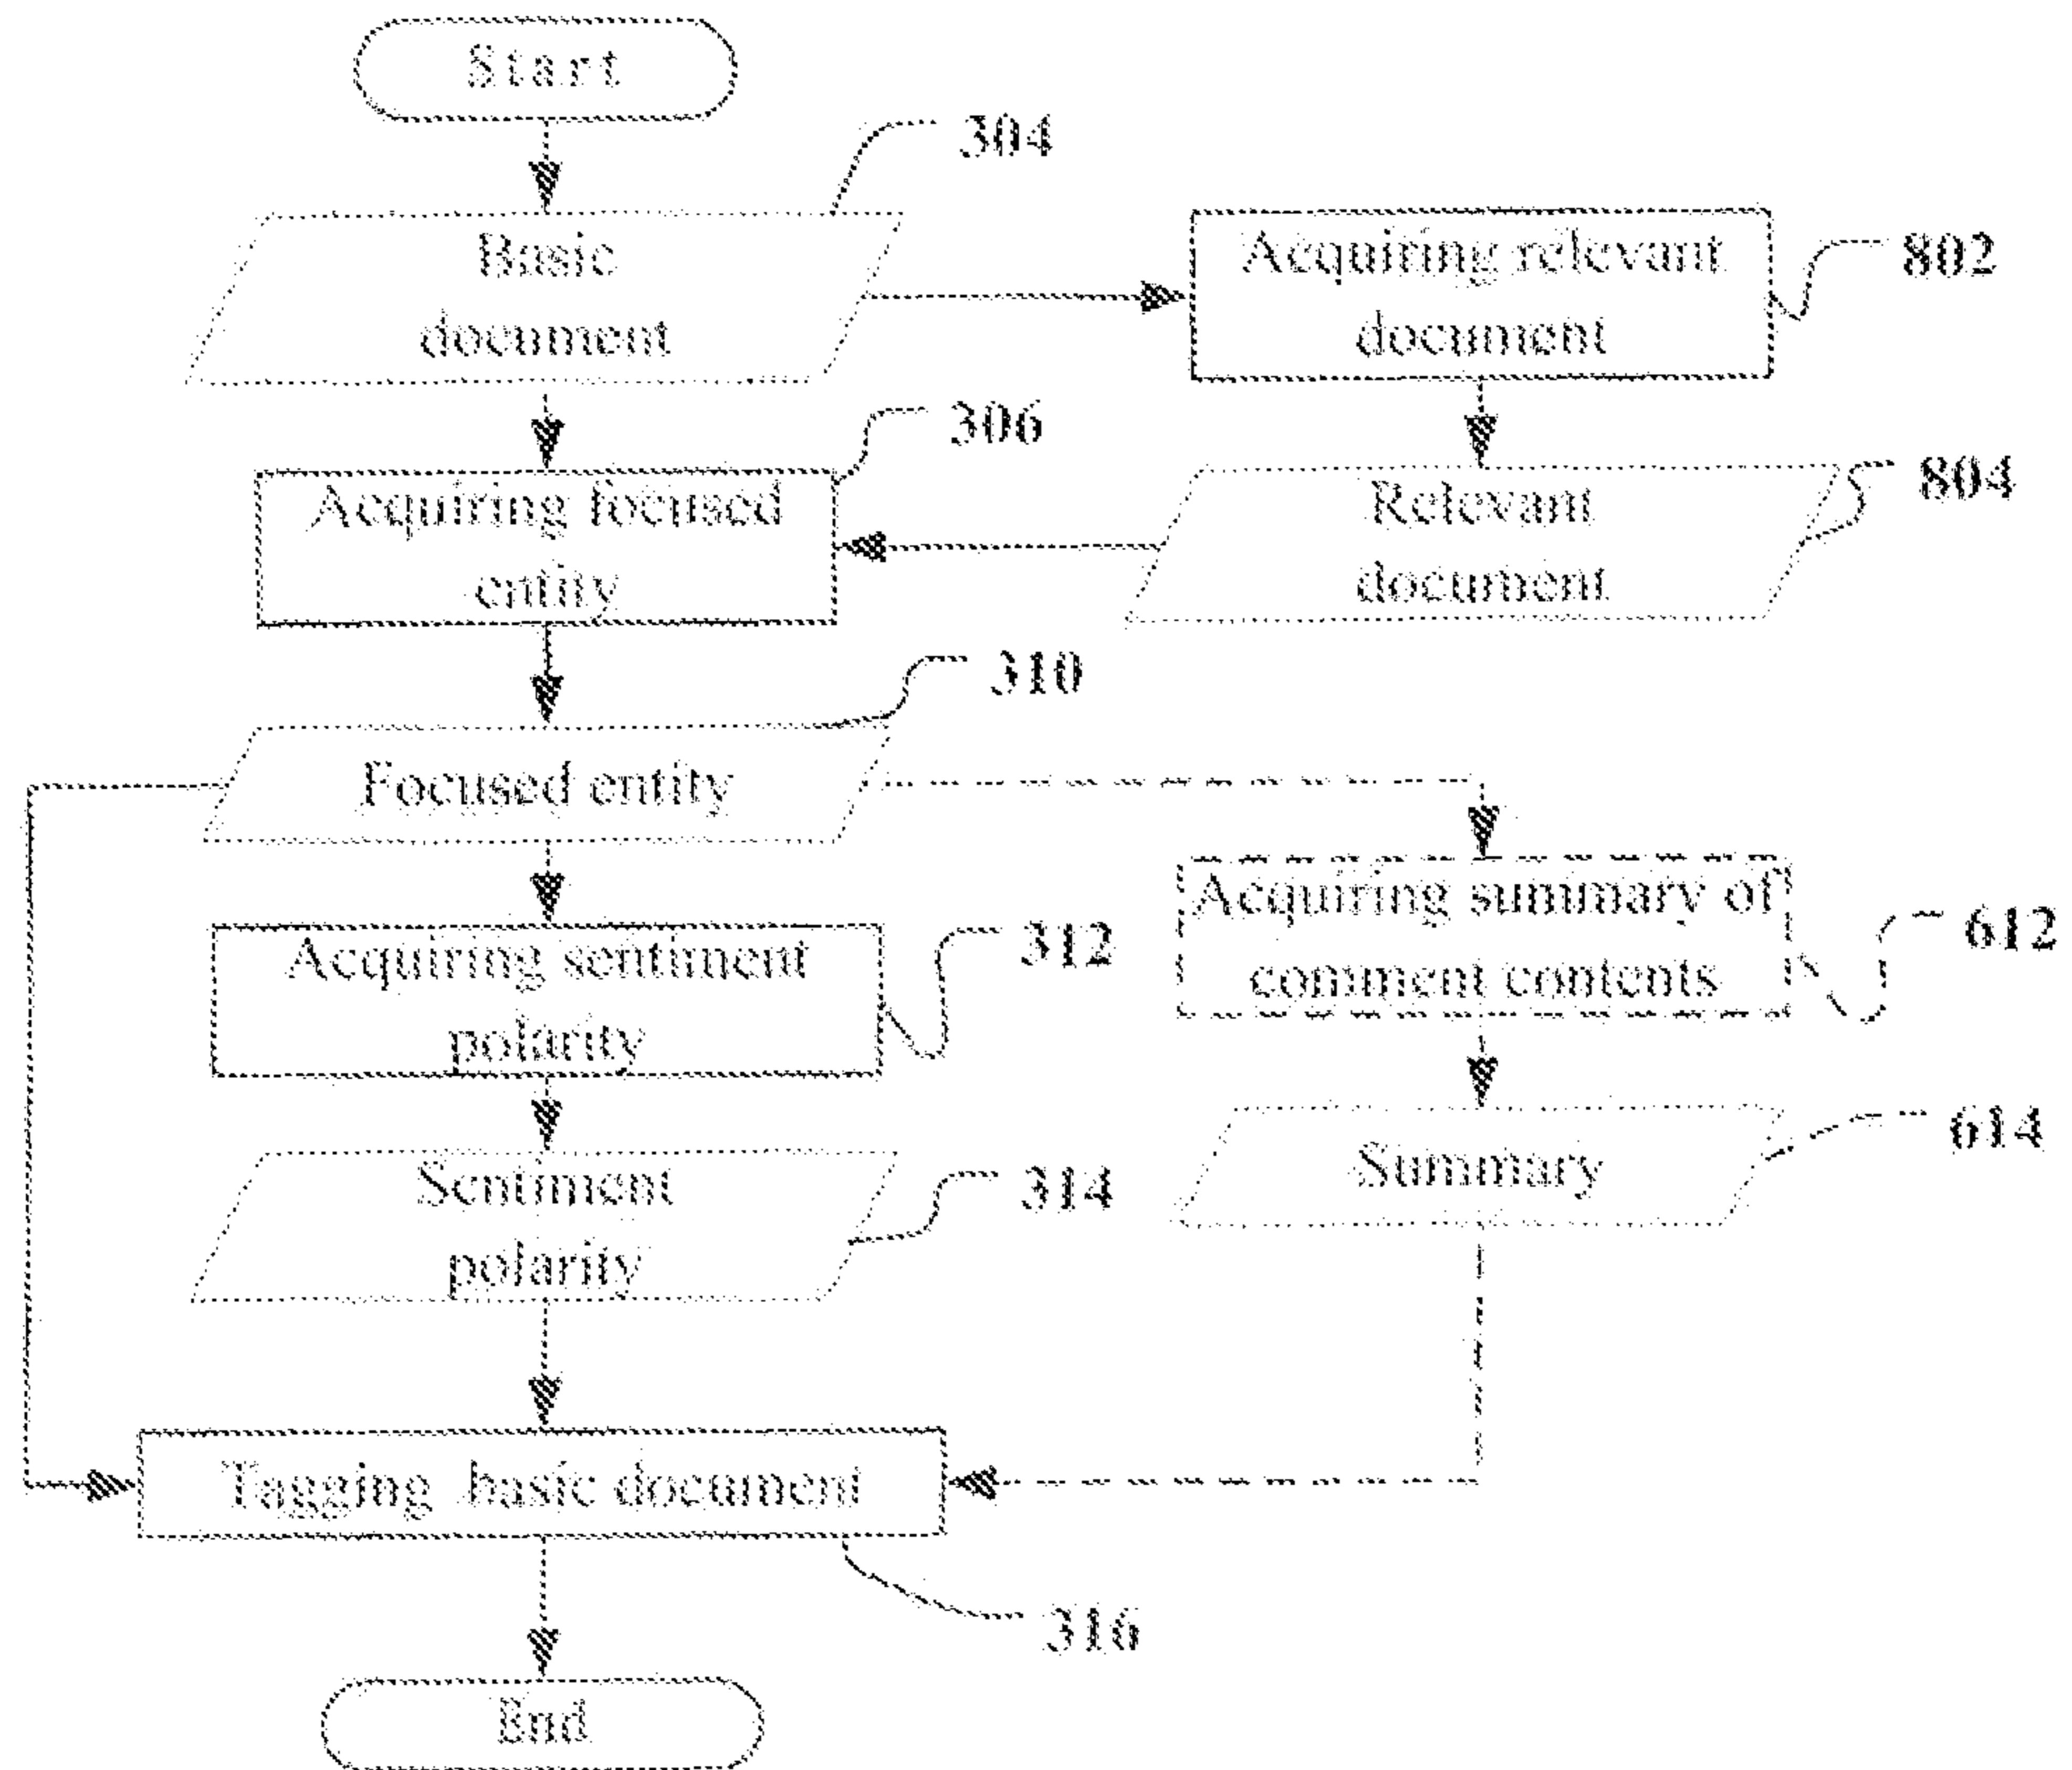 Start
304
Basic
document
Acquiring relevant
document
802
306
Acquiring focused
entity
Relevant
document
804
310
Focused entity
Acquiring sentiment
polarity
312
Acquiring summary of
comment contents
612
Sentiment
polarity
314
Summary
614
Tagging basic document
316
End